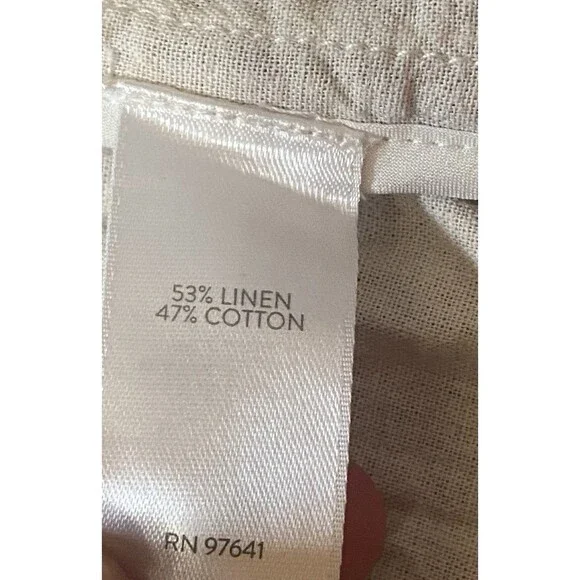 53% LINEN
47% COTTON
RN 97641